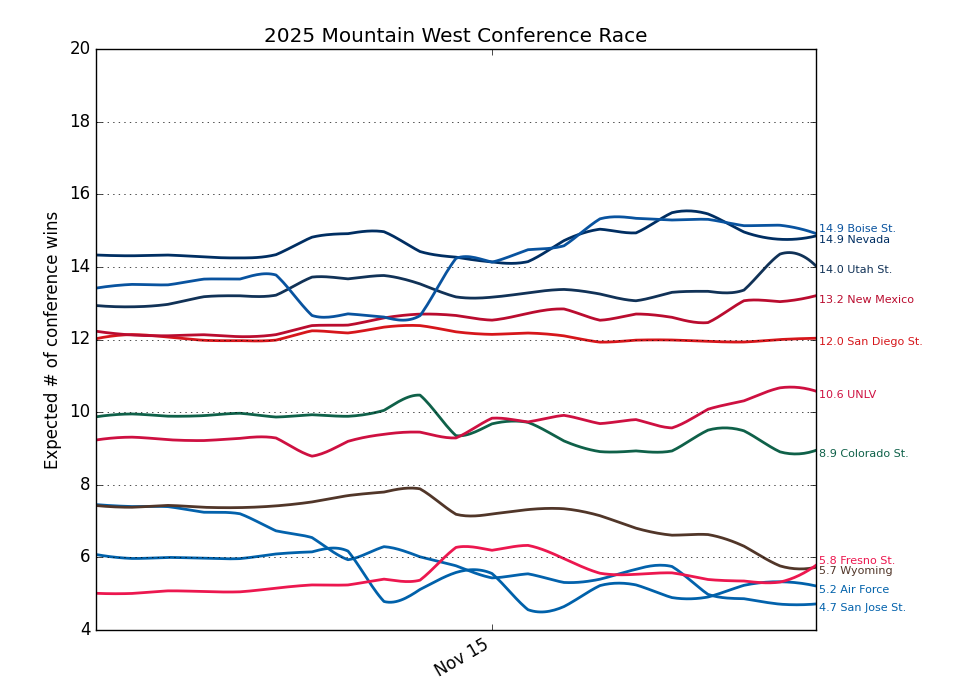 2025 Mountain West Conference Race
Expected # of conference wins
20
18
16
14
12
10
8
6
4
Nov 15
14.9 Boise St.
14.9 Nevada
14.0 Utah St.
13.2 New Mexico
12.0 San Diego St.
10.6 UNLV
8.9 Colorado St.
5.8 Fresno St.
5.7 Wyoming
5.2 Air Force
4.7 San Jose St.